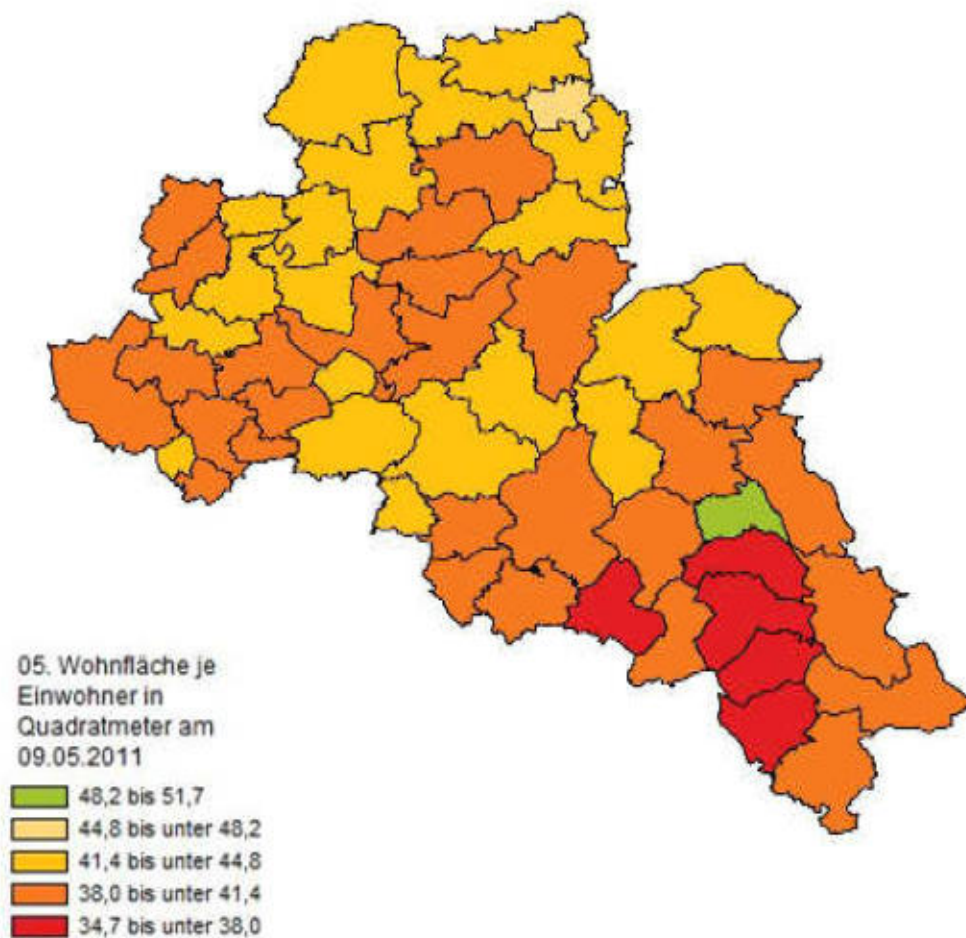 05. Wohnfläche je
Einwohner in
Quadratmeter am
09.05.2011
48,2 bis 51,7
44,8 bis unter 48,2
41,4 bis unter 44,8
38,0 bis unter 41,4
34,7 bis unter 38,0